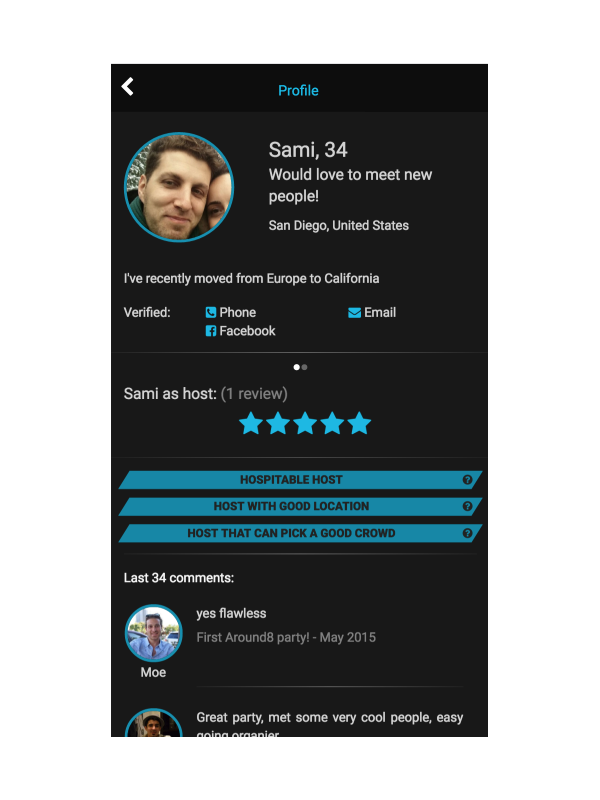 Profile
Sami, 34
Would love to meet new
people!
San Diego, United States
I've recently moved from Europe to California
Verified: Phone Email
Facebook
Sami as host: (1 review)
HOSPITABLE HOST
HOST WITH GOOD LOCATION
HOST THAT CAN PICK A GOOD CROWD
Last 34 comments:
yes flawless
First Around8 party! - May 2015
Moe
Great party, met some very cool people, easy
going organier